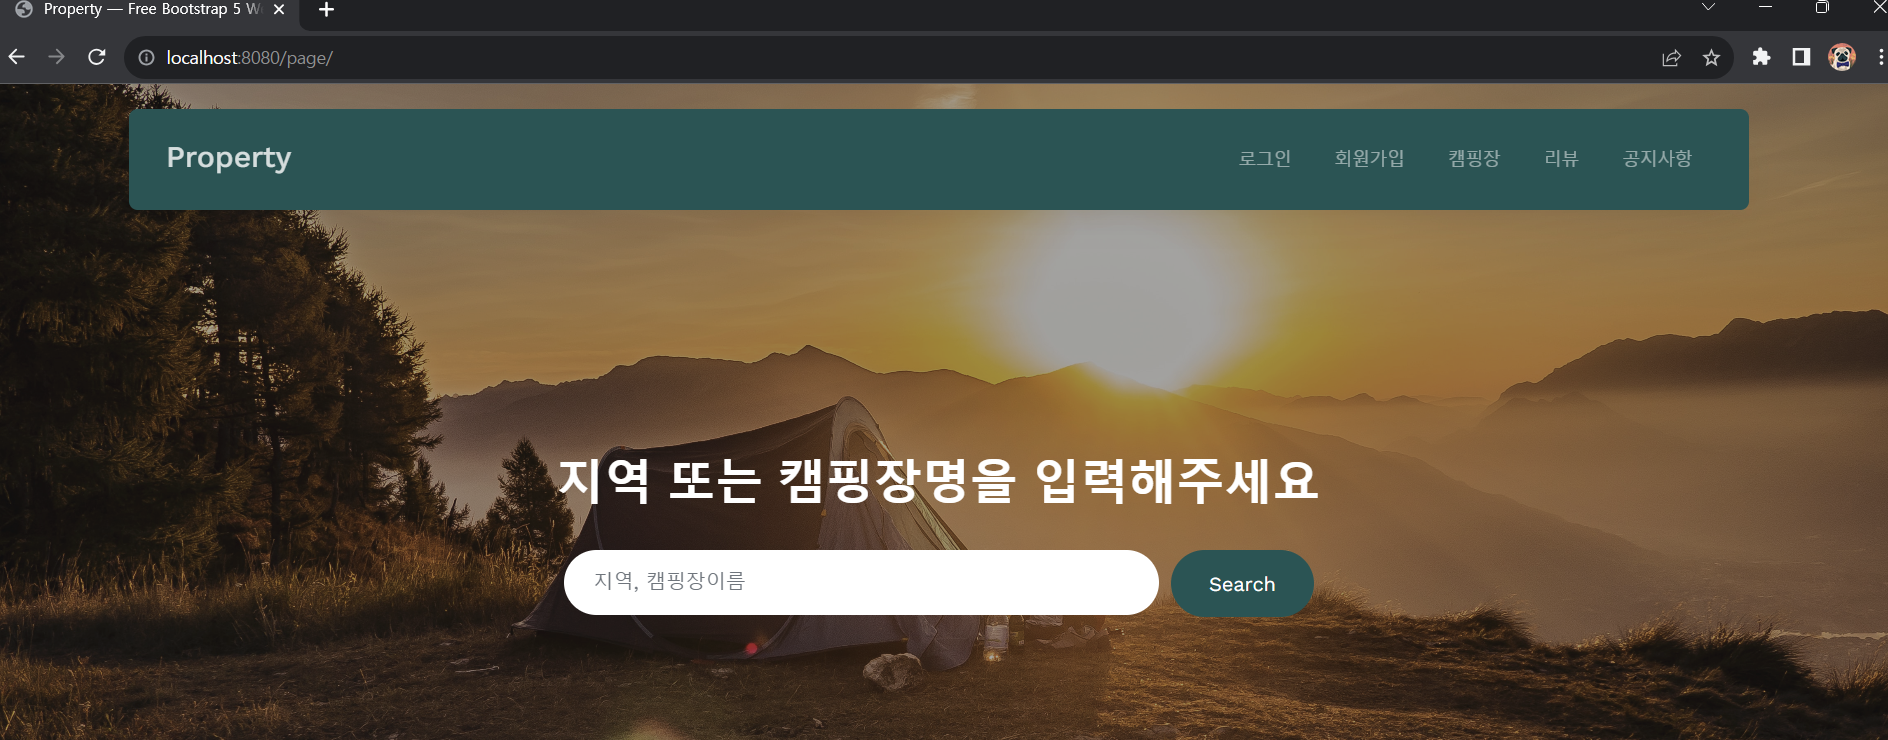 Property — Free Bootstrap 5 W
localhost:8080/page/
Property
로그인 회원가입 캠핑장 리뷰 공지사항
지역 또는 캠핑장명을 입력해주세요
지역, 캠핑장이름
Search